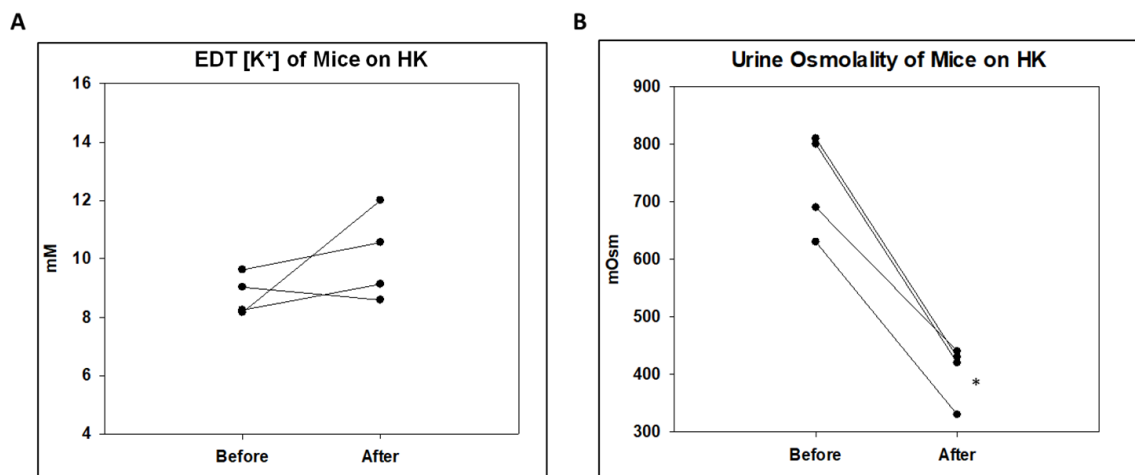 A
EDT [K⁺] of Mice on HK
16
14
12
10
8
6
4
mM
Before
After
B
Urine Osmolality of Mice on HK
900
800
700
600
500
400
300
mOsm
*
Before
After